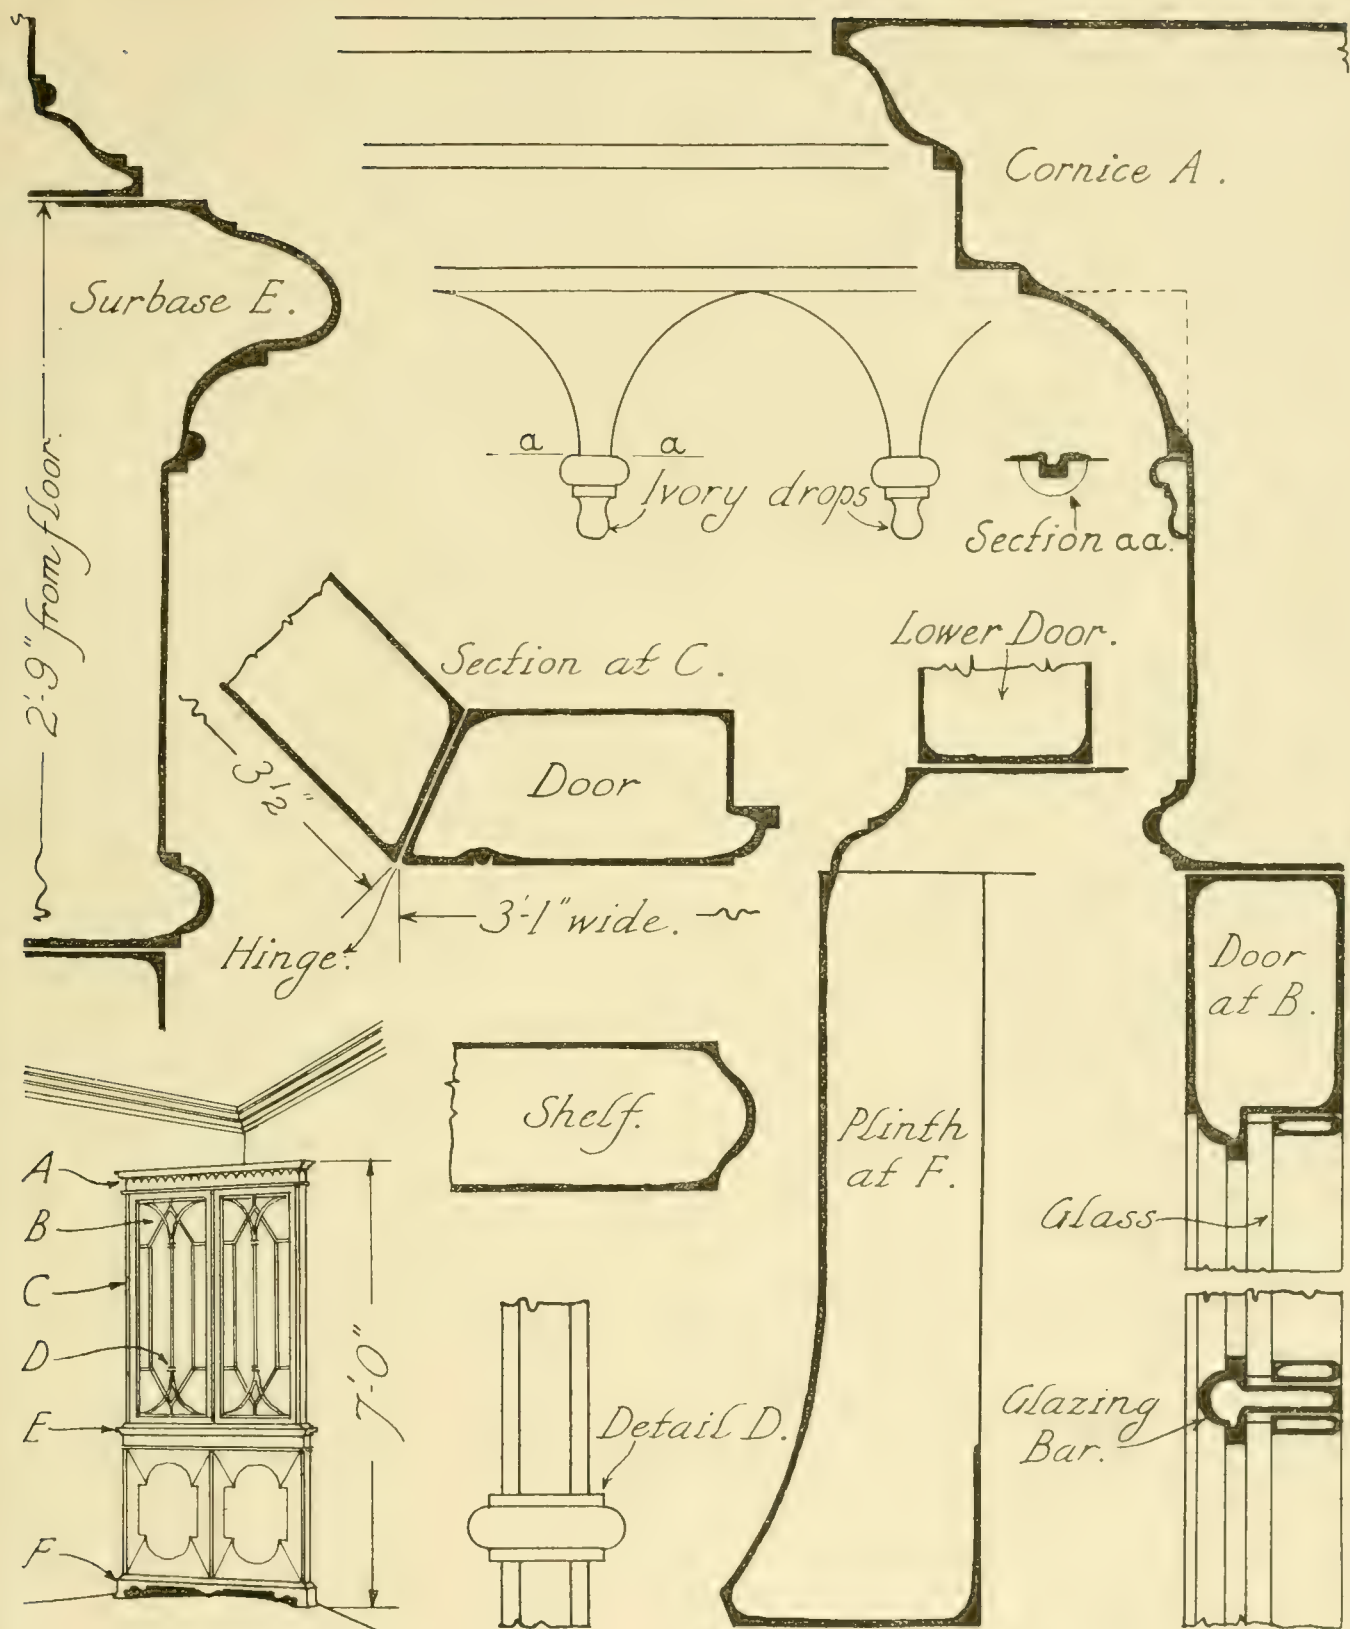 Cornice A.
Surbase E.
a a
Ivory drops
Section aa.
2'-9" from floor.
Lower Door.
Section at C.
3½"
Door
3'-1" wide.
Hinge.
Door
at B.
Shelf.
Plinth
at F.
A
B
C
D
E
F
7'-0"
Glass
Glazing
Bar.
Detail D.